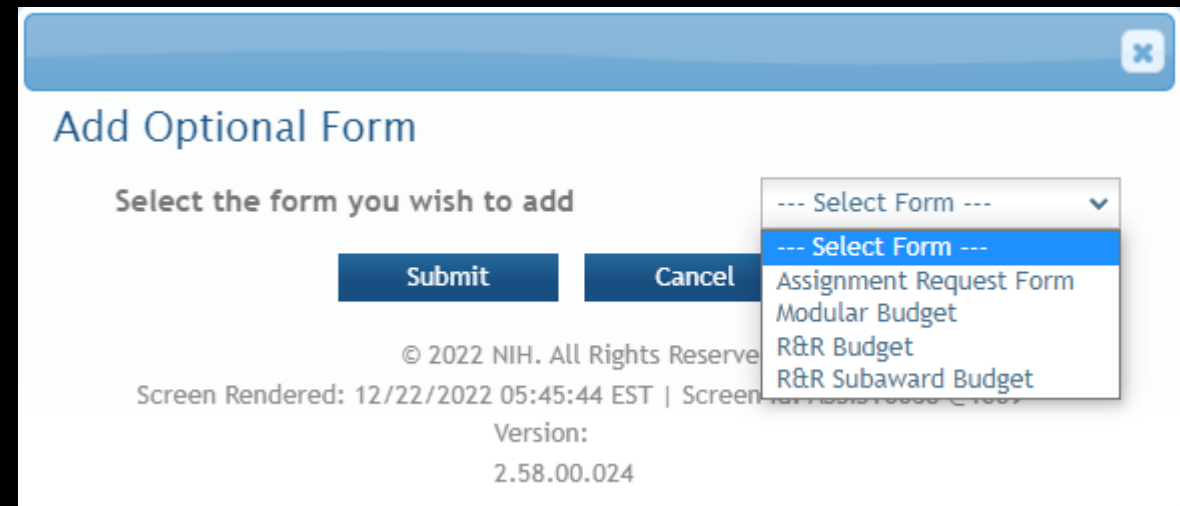 Add Optional Form
Select the form you wish to add
--- Select Form ---
--- Select Form ---
Assignment Request Form
Modular Budget
R&R Budget
R&R Subaward Budget
Submit
Cancel
© 2022 NIH. All Rights
Screen Rendered: 12/22/2022 05:45:44 EST | Screen
Version:
2.58.00.024